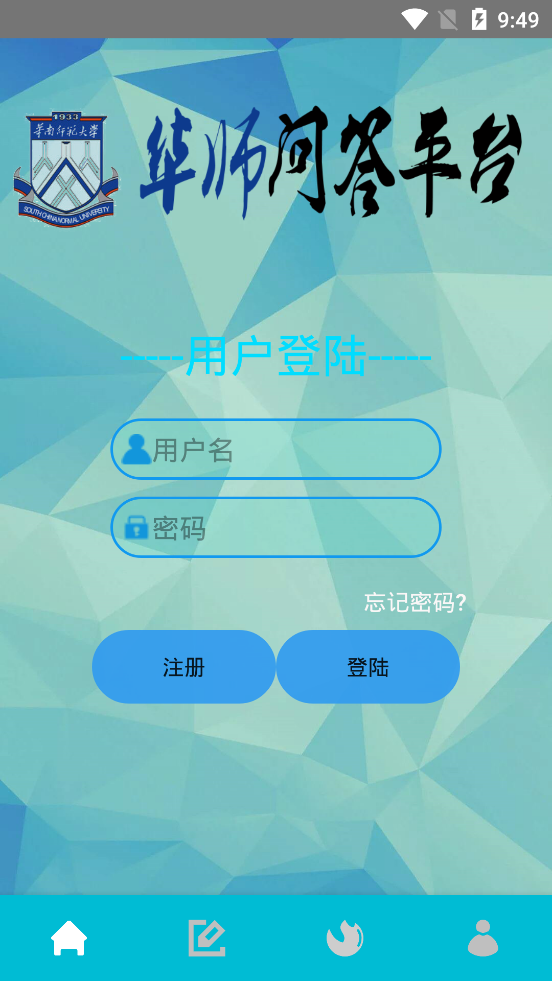 9:49
1933
华南师范大学
SOUTH CHINA NORMAL UNIVERSITY
华师问答平台
-----用户登陆-----
用户名
密码
忘记密码?
注册
登陆